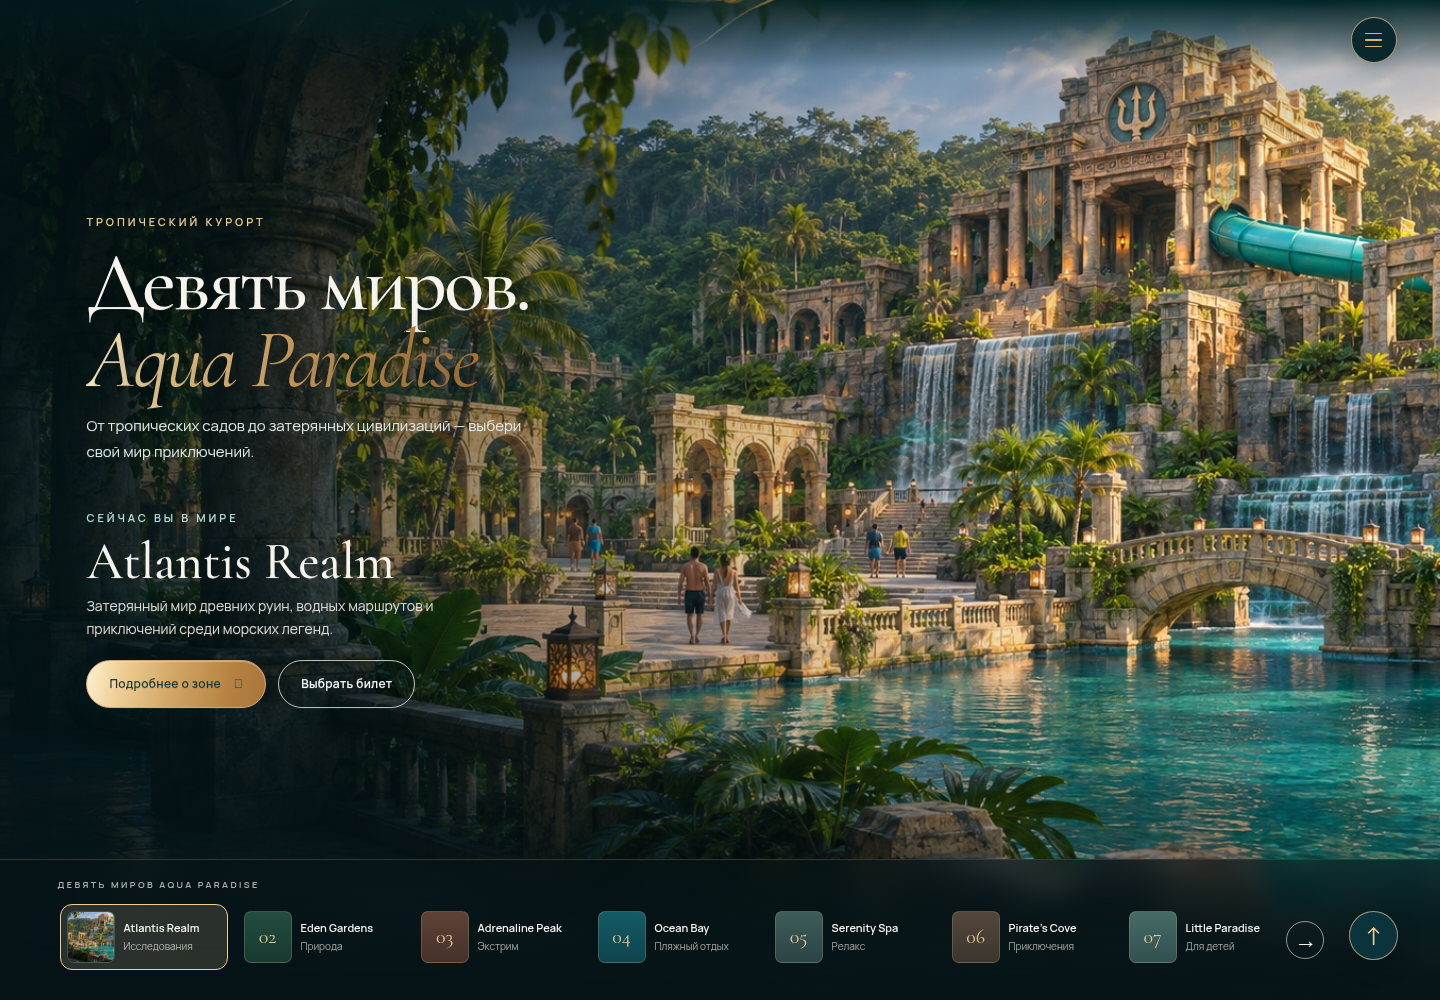 ТРОПИЧЕСКИЙ КУРОРТ
Девять миров.
Aqua Paradise
От тропических садов до затерянных цивилизаций — выбери
свой мир приключений.
СЕЙЧАС ВЫ В МИРЕ
Atlantis Realm
Затерянный мир древних руин, водных маршрутов и
приключений среди морских легенд.
Подробнее о зоне
Выбрать билет
ДЕВЯТЬ МИРОВ AQUA PARADISE
Atlantis Realm
Исследования
02
Eden Gardens
Природа
03
Adrenaline Peak
Экстрим
04
Ocean Bay
Пляжный отдых
05
Serenity Spa
Релакс
06
Pirate's Cove
Приключения
07
Little Paradise
Для детей